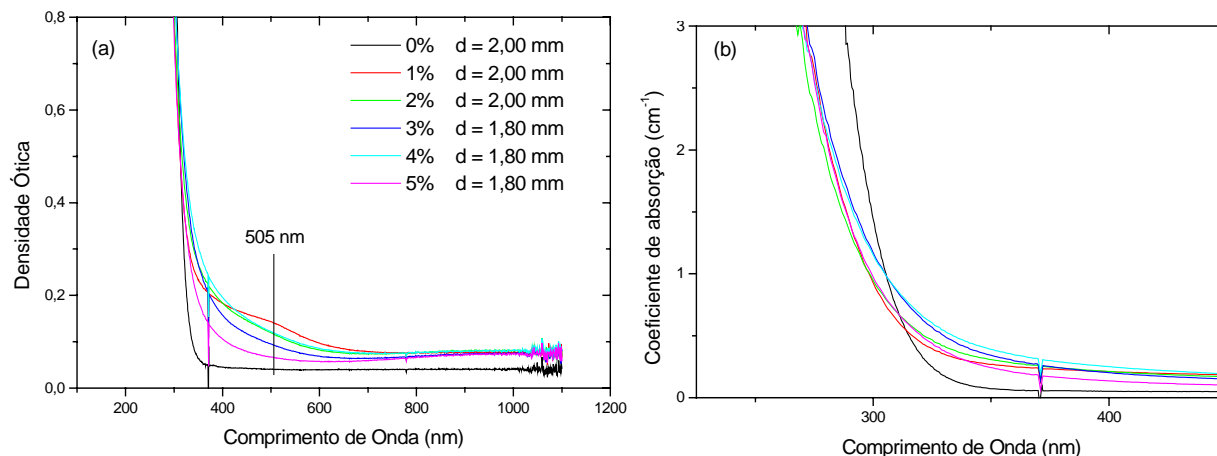 (a)
0% d = 2,00 mm
1% d = 2,00 mm
2% d = 2,00 mm
3% d = 1,80 mm
4% d = 1,80 mm
5% d = 1,80 mm
505 nm
0,8
0,6
0,4
0,2
0,0
Densidade Ótica
200 400 600 800 1000 1200
Comprimento de Onda (nm)
(b)
3
2
1
0
Coeficiente de absorção (cm-1)
300 400
Comprimento de Onda (nm)